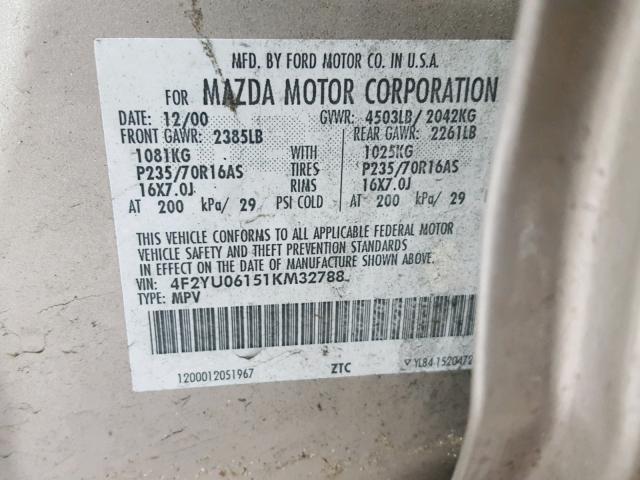 MFD. BY FORD MOTOR CO. IN U.S.A.
FOR MAZDA MOTOR CORPORATION
DATE: 12/00 GVWR: 4503LB/ 2042KG
FRONT GAWR: 2385LB REAR GAWR: 2261LB
1081KG WITH 1025KG
P235/70R16AS TIRES P235/70R16AS
16X7.0J RIMS 16X7.0J
AT 200 kPa/ 29 PSI COLD AT 200 kPa/ 29
THIS VEHICLE CONFORMS TO ALL APPLICABLE FEDERAL MOTOR
VEHICLE SAFETY AND THEFT PREVENTION STANDARDS
IN EFFECT ON THE DATE OF MANUFACTURE SHOWN ABOVE.
VIN: 4F2YU06151KM32788
TYPE: MPV
1200012051967 ZTC YL84 1520472